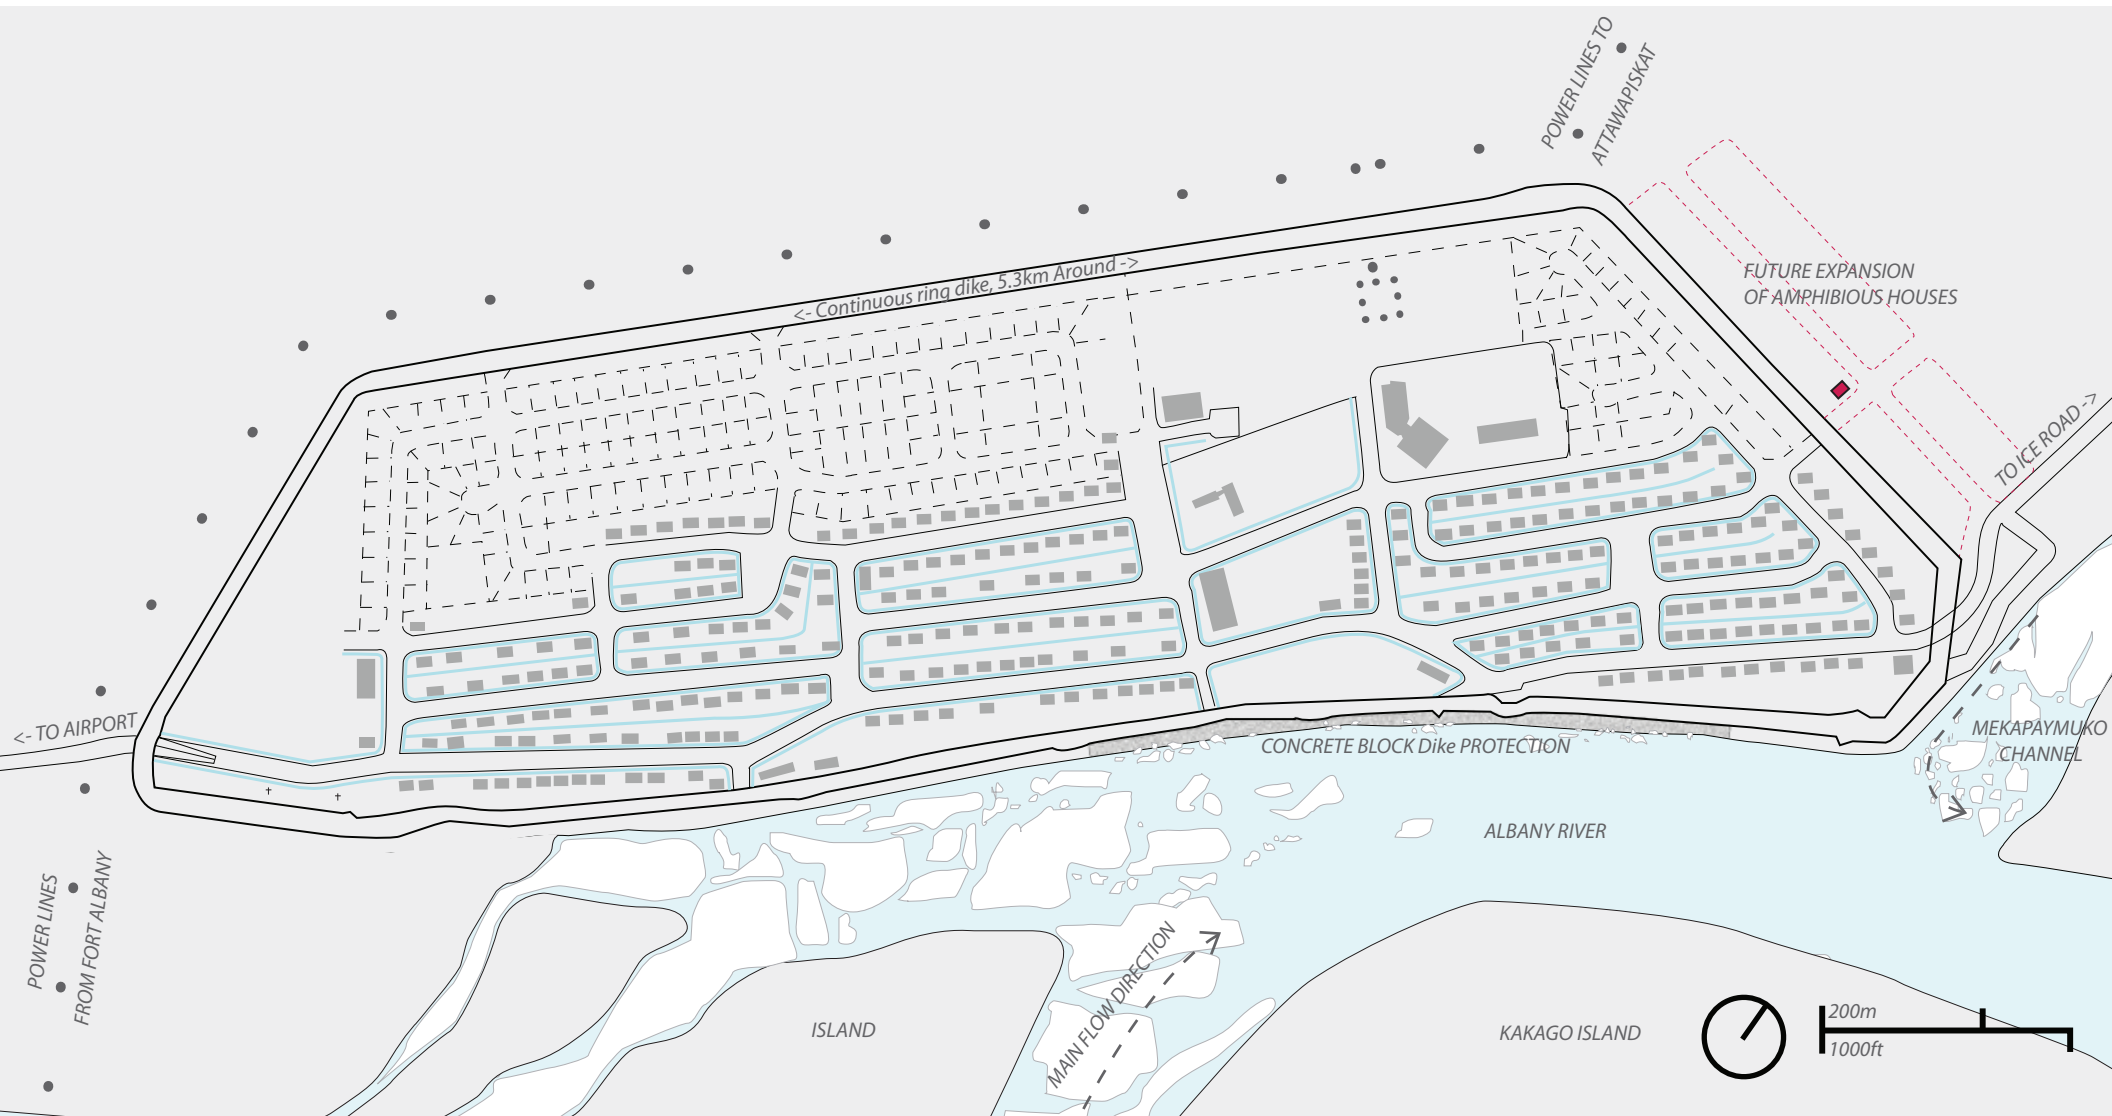 POWER LINES TO
ATTAWAPISKAT
<- Continuous ring dike, 5.3km Around ->
FUTURE EXPANSION
OF AMPHIBIOUS HOUSES
TO ICE ROAD ->
<- TO AIRPORT
MEKAPAYMUKO
CHANNEL
CONCRETE BLOCK Dike PROTECTION
ALBANY RIVER
POWER LINES
FROM FORT ALBANY
MAIN FLOW DIRECTION
ISLAND
KAKAGO ISLAND
200m
1000ft